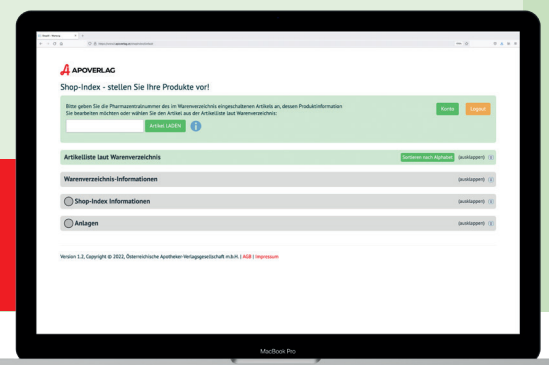 APOVERLAG
Shop-Index - stellen Sie Ihre Produkte vor!
Bitte geben Sie die Pharmazentralnummer des im Warenverzeichnis eingeschaltenen Artikels an, dessen Produktinformation
Sie bearbeiten möchten oder wählen Sie den Artikel aus der Artikelliste laut Warenverzeichnis:
Konto
Logout
Artikel LADEN
Artikelliste laut Warenverzeichnis
Sortieren nach Alphabet
(ausklappen)
Warenverzeichnis-Informationen
(ausklappen)
Shop-Index Informationen
(ausklappen)
Anlagen
(ausklappen)
Version 1.2, Copyright © 2022, Österreichische Apotheker-Verlagsgesellschaft m.b.H. | AGB | Impressum
MacBook Pro